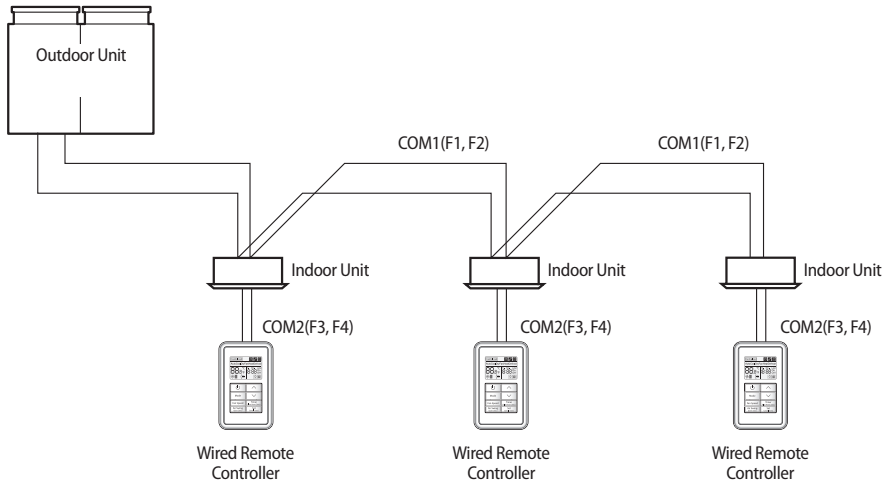 Outdoor Unit
COM1(F1, F2)
COM1(F1, F2)
Indoor Unit
Indoor Unit
Indoor Unit
COM2(F3, F4)
COM2(F3, F4)
COM2(F3, F4)
Wired Remote
Controller
Wired Remote
Controller
Wired Remote
Controller